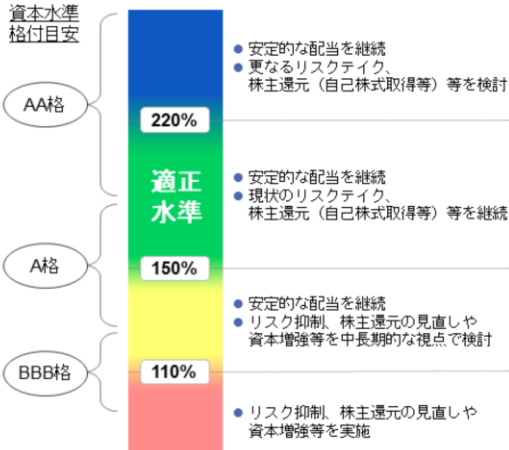 資本水準
格付目安
AA格
A格
BBB格
220%
適正
水準
150%
110%
● 安定的な配当を継続
● 更なるリスクテイク、
株主還元（自己株式取得等）等を検討
● 安定的な配当を継続
● 現状のリスクテイク、
株主還元（自己株式取得等）等を継続
● 安定的な配当を継続
● リスク抑制、株主還元の見直しや
資本増強等を中長期的な視点で検討
● リスク抑制、株主還元の見直しや
資本増強等を実施